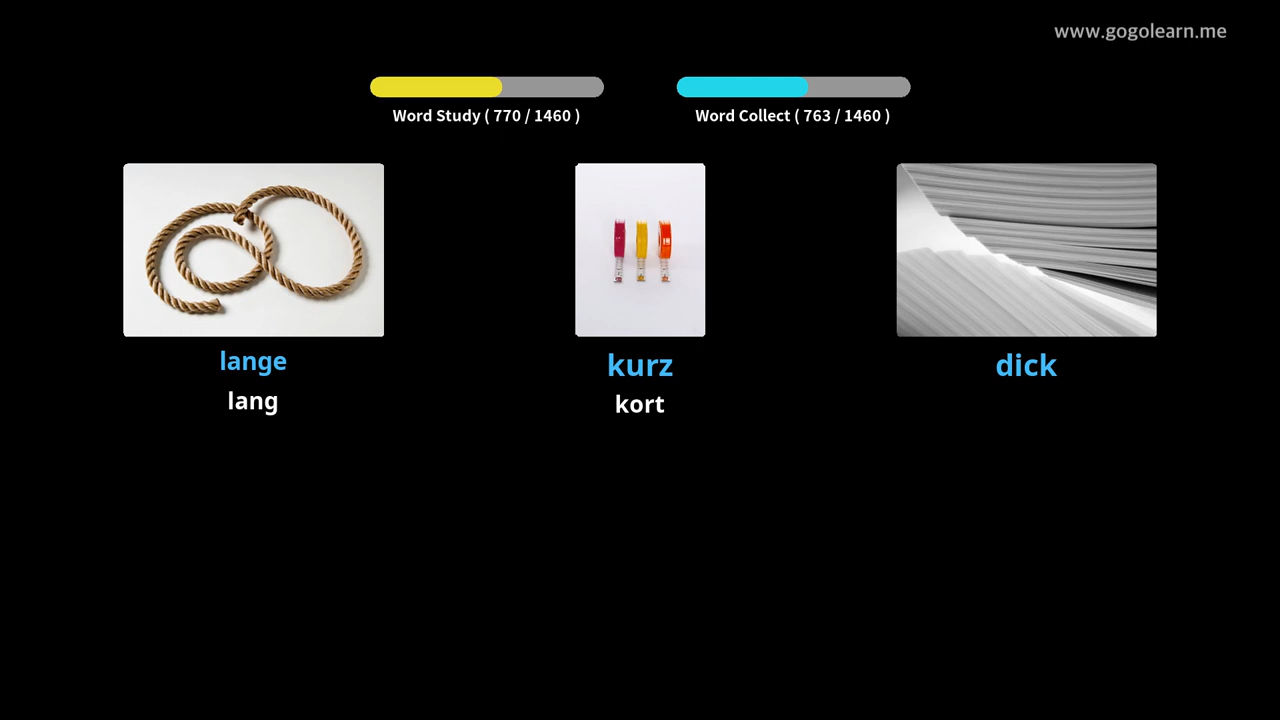 www.gogolearn.me
Word Study ( 770 / 1460 )
Word Collect ( 763 / 1460 )
lange
lang
kurz
kort
dick